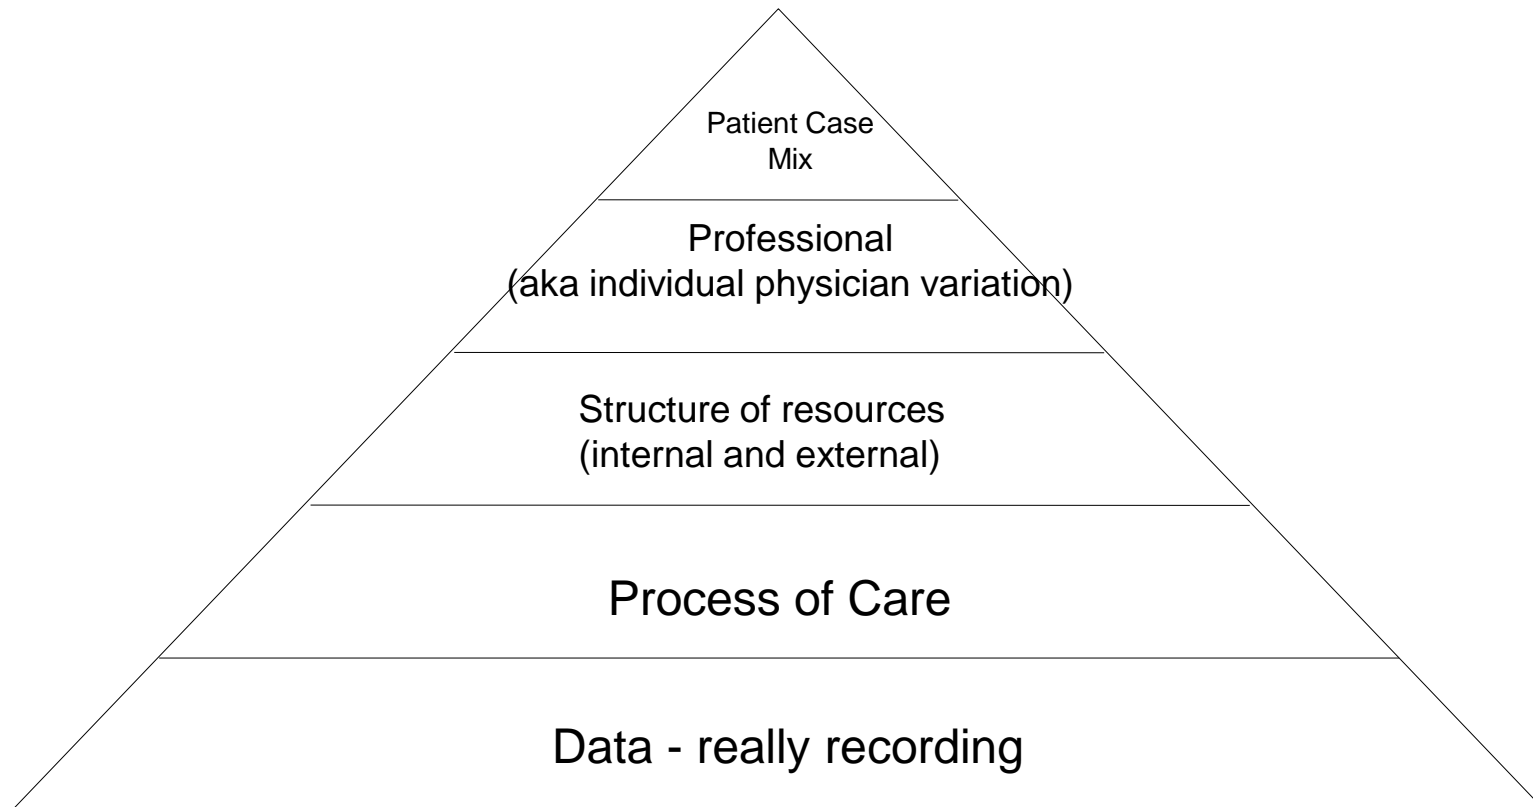 Patient Case
Mix
Professional
(aka individual physician variation)
Structure of resources
(internal and external)
Process of Care
Data - really recording